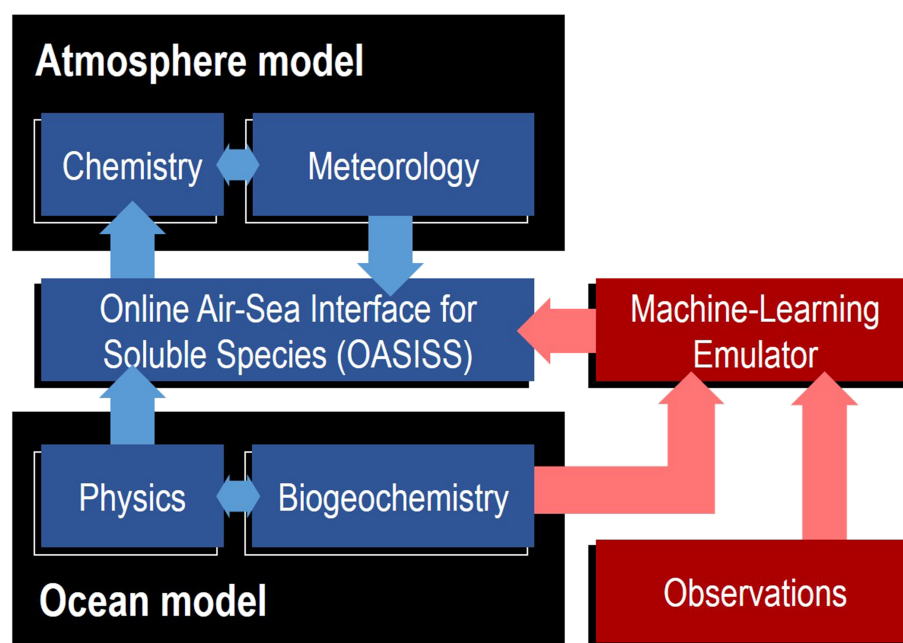 Atmosphere model
Chemistry
Meteorology
Online Air-Sea Interface for
Soluble Species (OASISS)
Machine-Learning
Emulator
Physics
Biogeochemistry
Observations
Ocean model